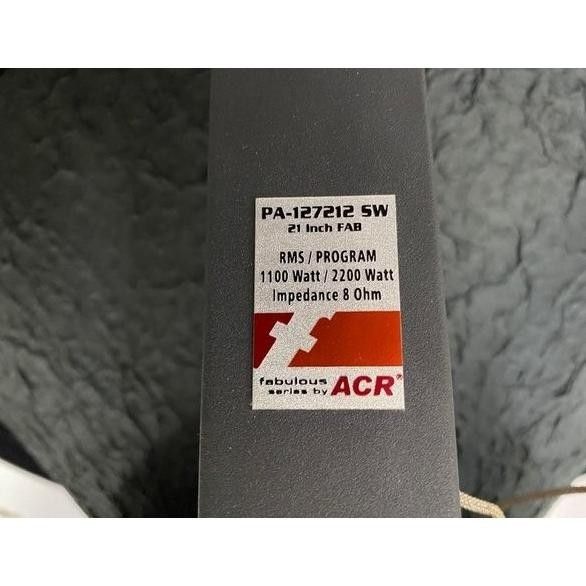 PA-127212 SW
21 Inch FAB
RMS / PROGRAM
1100 Watt / 2200 Watt
Impedance 8 Ohm
fabulous
series by ACR®